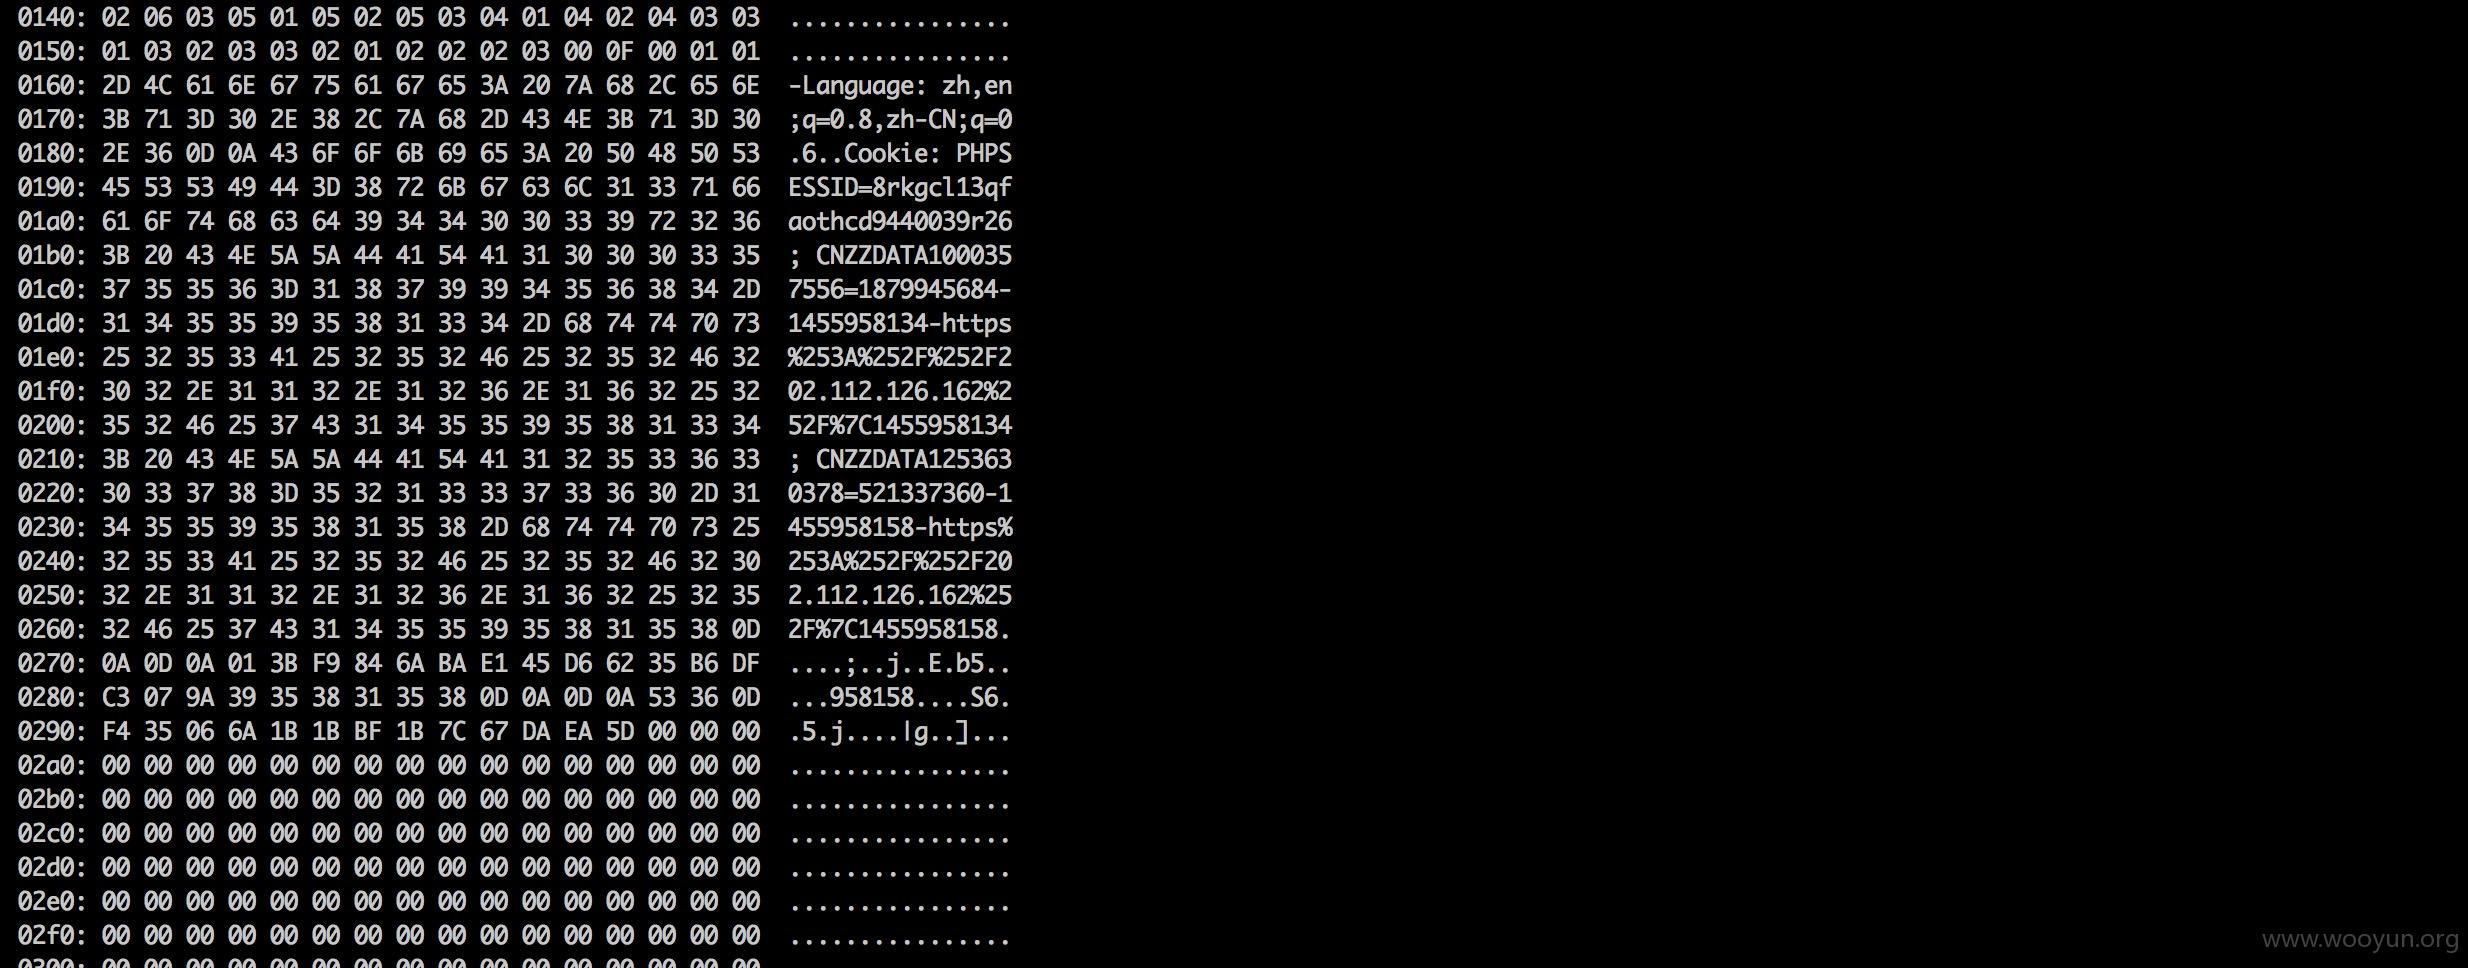 0140: 02 06 03 05 01 05 02 05 03 04 01 04 02 04 03 03  ................
0150: 01 03 02 03 03 02 01 02 02 02 03 00 0F 00 01 01  ................
0160: 2D 4C 61 6E 67 75 61 67 65 3A 20 7A 68 2C 65 6E  -Language: zh,en
0170: 3B 71 3D 30 2E 38 2C 7A 68 2D 43 4E 3B 71 3D 30  ;q=0.8,zh-CN;q=0
0180: 2E 36 0D 0A 43 6F 6F 6B 69 65 3A 20 50 48 50 53  .6..Cookie: PHPS
0190: 45 53 53 49 44 3D 38 72 6B 67 63 6C 31 33 71 66  ESSID=8rkgcl13qf
01a0: 61 6F 74 68 63 64 39 34 34 30 30 33 39 72 32 36  aothcd9440039r26
01b0: 3B 20 43 4E 5A 5A 44 41 54 41 31 30 30 30 33 35  ; CNZZDATA100035
01c0: 37 35 35 36 3D 31 38 37 39 39 34 35 36 38 34 2D  7556=1879945684-
01d0: 31 34 35 35 39 35 38 31 33 34 2D 68 74 74 70 73  1455958134-https
01e0: 25 32 35 33 41 25 32 35 32 46 25 32 35 32 46 32  %253A%252F%252F2
01f0: 30 32 2E 31 31 32 2E 31 32 36 2E 31 36 32 25 32  02.112.126.162%2
0200: 35 32 46 25 37 43 31 34 35 35 39 35 38 31 33 34  52F%7C1455958134
0210: 3B 20 43 4E 5A 5A 44 41 54 41 31 32 35 33 36 33  ; CNZZDATA125363
0220: 30 33 37 38 3D 35 32 31 33 33 37 33 36 30 2D 31  0378=521337360-1
0230: 34 35 35 39 35 38 31 35 38 2D 68 74 74 70 73 25  455958158-https%
0240: 32 35 33 41 25 32 35 32 46 25 32 35 32 46 32 30  253A%252F%252F20
0250: 32 2E 31 31 32 2E 31 32 36 2E 31 36 32 25 32 35  2.112.126.162%25
0260: 32 46 25 37 43 31 34 35 35 39 35 38 31 35 38 0D  2F%7C1455958158.
0270: 0A 0D 0A 01 3B F9 84 6A BA E1 45 D6 62 35 B6 DF  ....;..j..E.b5..
0280: C3 07 9A 39 35 38 31 35 38 0D 0A 0D 0A 53 36 0D  ...958158....S6.
0290: F4 35 06 6A 1B 1B BF 1B 7C 67 DA EA 5D 00 00 00  .5.j....|g..]...
02a0: 00 00 00 00 00 00 00 00 00 00 00 00 00 00 00 00  ................
02b0: 00 00 00 00 00 00 00 00 00 00 00 00 00 00 00 00  ................
02c0: 00 00 00 00 00 00 00 00 00 00 00 00 00 00 00 00  ................
02d0: 00 00 00 00 00 00 00 00 00 00 00 00 00 00 00 00  ................
02e0: 00 00 00 00 00 00 00 00 00 00 00 00 00 00 00 00  ................
02f0: 00 00 00 00 00 00 00 00 00 00 00 00 00 00 00 00  ................
0300: 00 00 00 00 00 00 00 00 00 00 00 00 00 00 00 00
www.wooyun.org